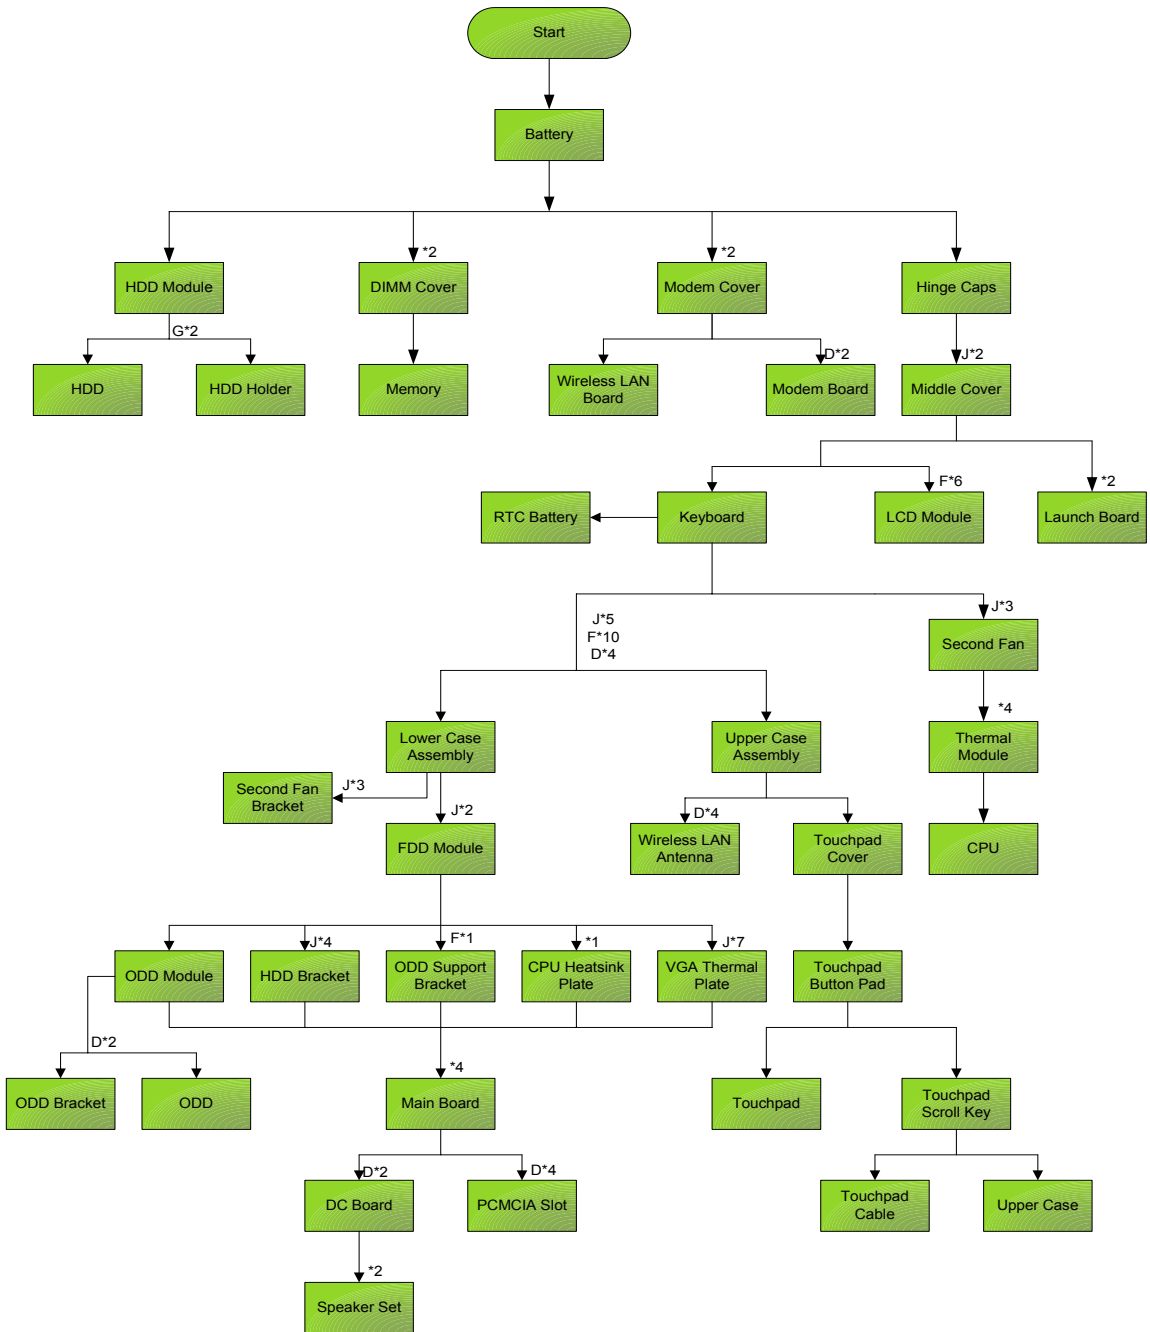 Start
Battery
*2
*2
HDD Module
DIMM Cover
Modem Cover
Hinge Caps
G*2
D*2
J*2
HDD
HDD Holder
Memory
Wireless LAN
Board
Modem Board
Middle Cover
F*6
*2
RTC Battery
Keyboard
LCD Module
Launch Board
J*5
F*10
D*4
J*3
Second Fan
*4
Lower Case
Assembly
Upper Case
Assembly
Thermal
Module
Second Fan
Bracket
J*3
J*2
D*4
FDD Module
Wireless LAN
Antenna
Touchpad
Cover
CPU
J*4
F*1
*1
J*7
ODD Module
HDD Bracket
ODD Support
Bracket
CPU Heatsink
Plate
VGA Thermal
Plate
Touchpad
Button Pad
D*2
*4
ODD Bracket
ODD
Main Board
Touchpad
Touchpad
Scroll Key
D*2
D*4
DC Board
PCMCIA Slot
Touchpad
Cable
Upper Case
*2
Speaker Set